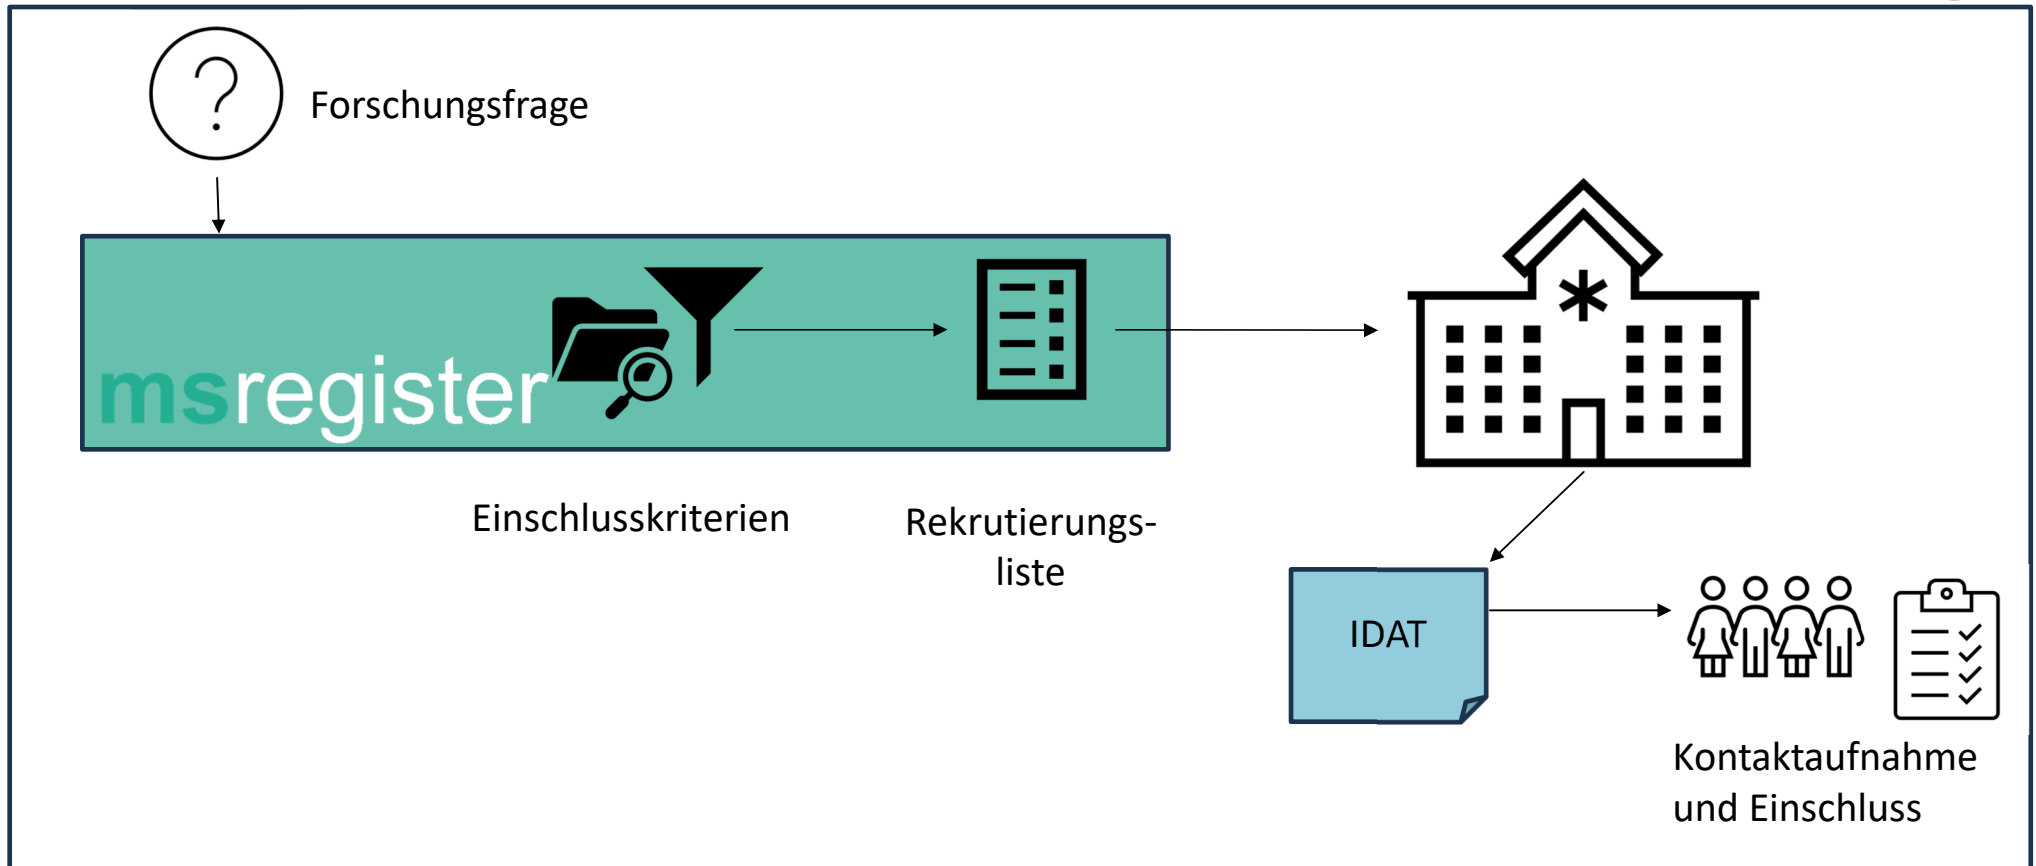 Forschungsfrage
msregister
Einschlusskriterien
Rekrutierungs-
liste
IDAT
Kontaktaufnahme
und Einschluss